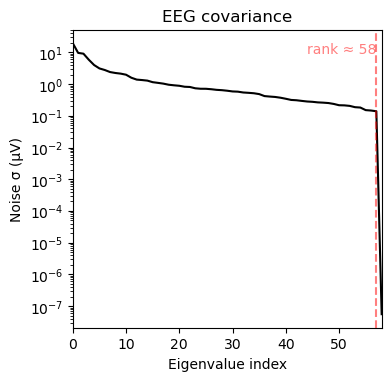 EEG covariance
rank ≈ 58
Noise σ (μV)
10¹
10⁰
10⁻¹
10⁻²
10⁻³
10⁻⁴
10⁻⁵
10⁻⁶
10⁻⁷
0 10 20 30 40 50
Eigenvalue index